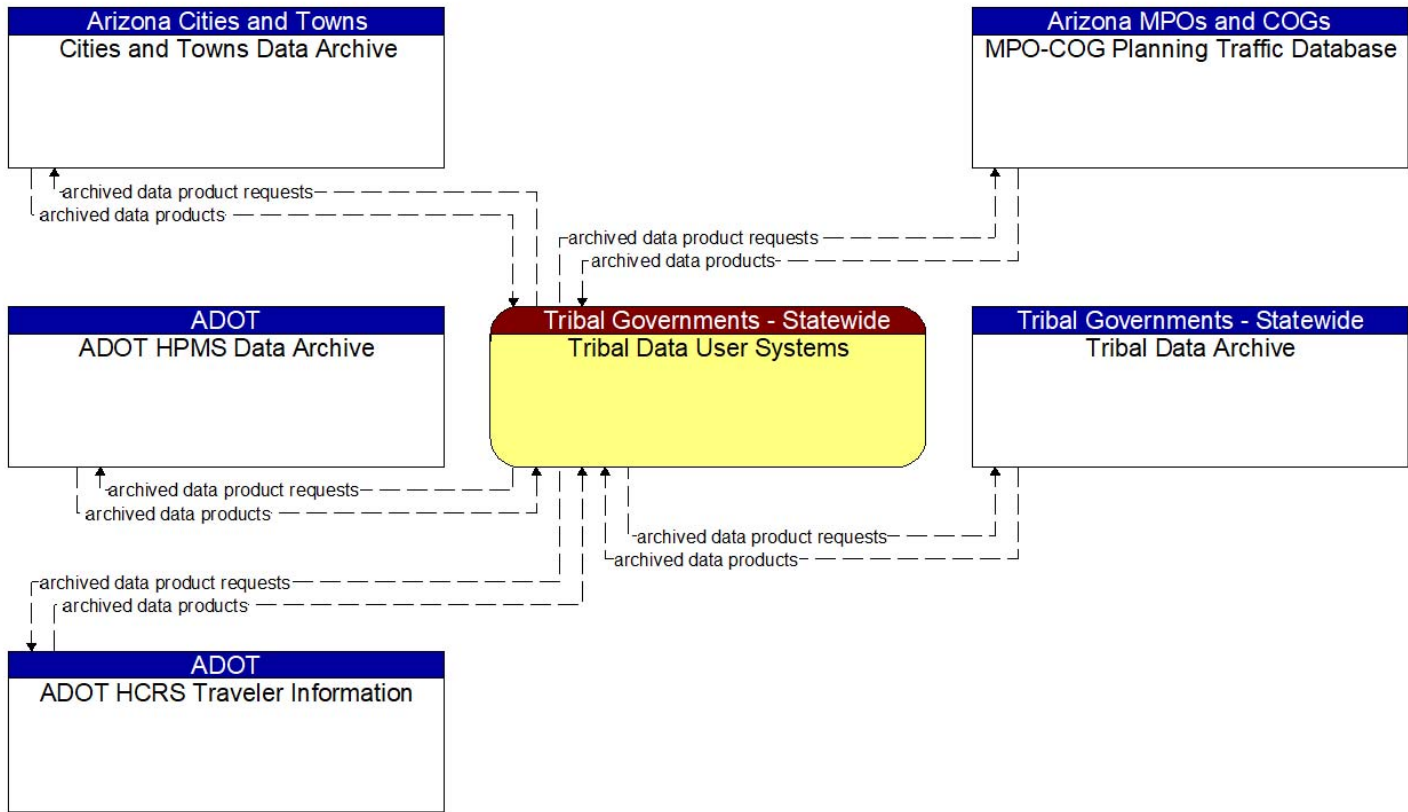 Arizona Cities and Towns
Cities and Towns Data Archive
Arizona MPOs and COGs
MPO-COG Planning Traffic Database
archived data product requests
archived data products
archived data product requests
archived data products
ADOT
ADOT HPMS Data Archive
Tribal Governments - Statewide
Tribal Data User Systems
Tribal Governments - Statewide
Tribal Data Archive
archived data product requests
archived data products
archived data product requests
archived data products
archived data product requests
archived data products
ADOT
ADOT HCRS Traveler Information